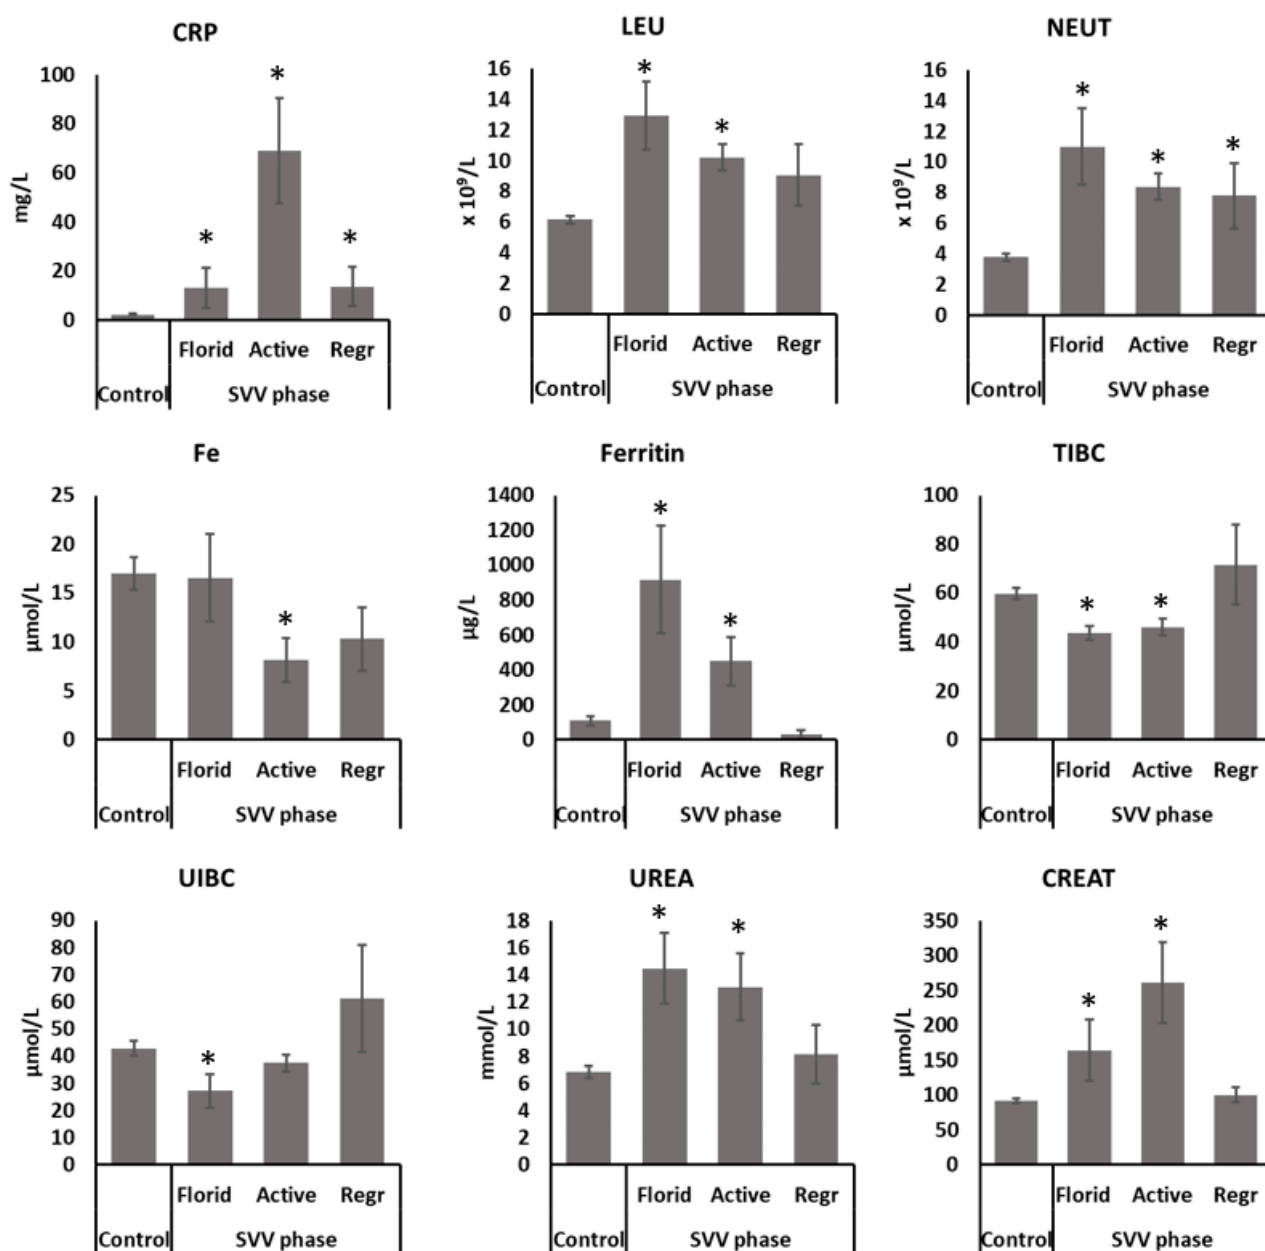 CRP
*
100
80
60
40
20
0
mg/L
*
*
Florid Active Regr
Control SVV phase
LEU
*
16
14
12
10
8
6
4
2
0
x 10⁹/L
*
Florid Active Regr
Control SVV phase
NEUT
16
14
12
10
8
6
4
2
0
x 10⁹/L
*
*
*
Florid Active Regr
Control SVV phase
Fe
25
20
15
10
5
0
µmol/L
*
Florid Active Regr
Control SVV phase
Ferritin
1400
1200
1000
800
600
400
200
0
µg/L
*
*
Florid Active Regr
Control SVV phase
TIBC
100
80
60
40
20
0
µmol/L
*
*
Florid Active Regr
Control SVV phase
UIBC
90
80
70
60
50
40
30
20
10
0
µmol/L
*
Florid Active Regr
Control SVV phase
UREA
18
16
14
12
10
8
6
4
2
0
mmol/L
*
*
Florid Active Regr
Control SVV phase
CREAT
350
300
250
200
150
100
50
0
µmol/L
*
*
Florid Active Regr
Control SVV phase